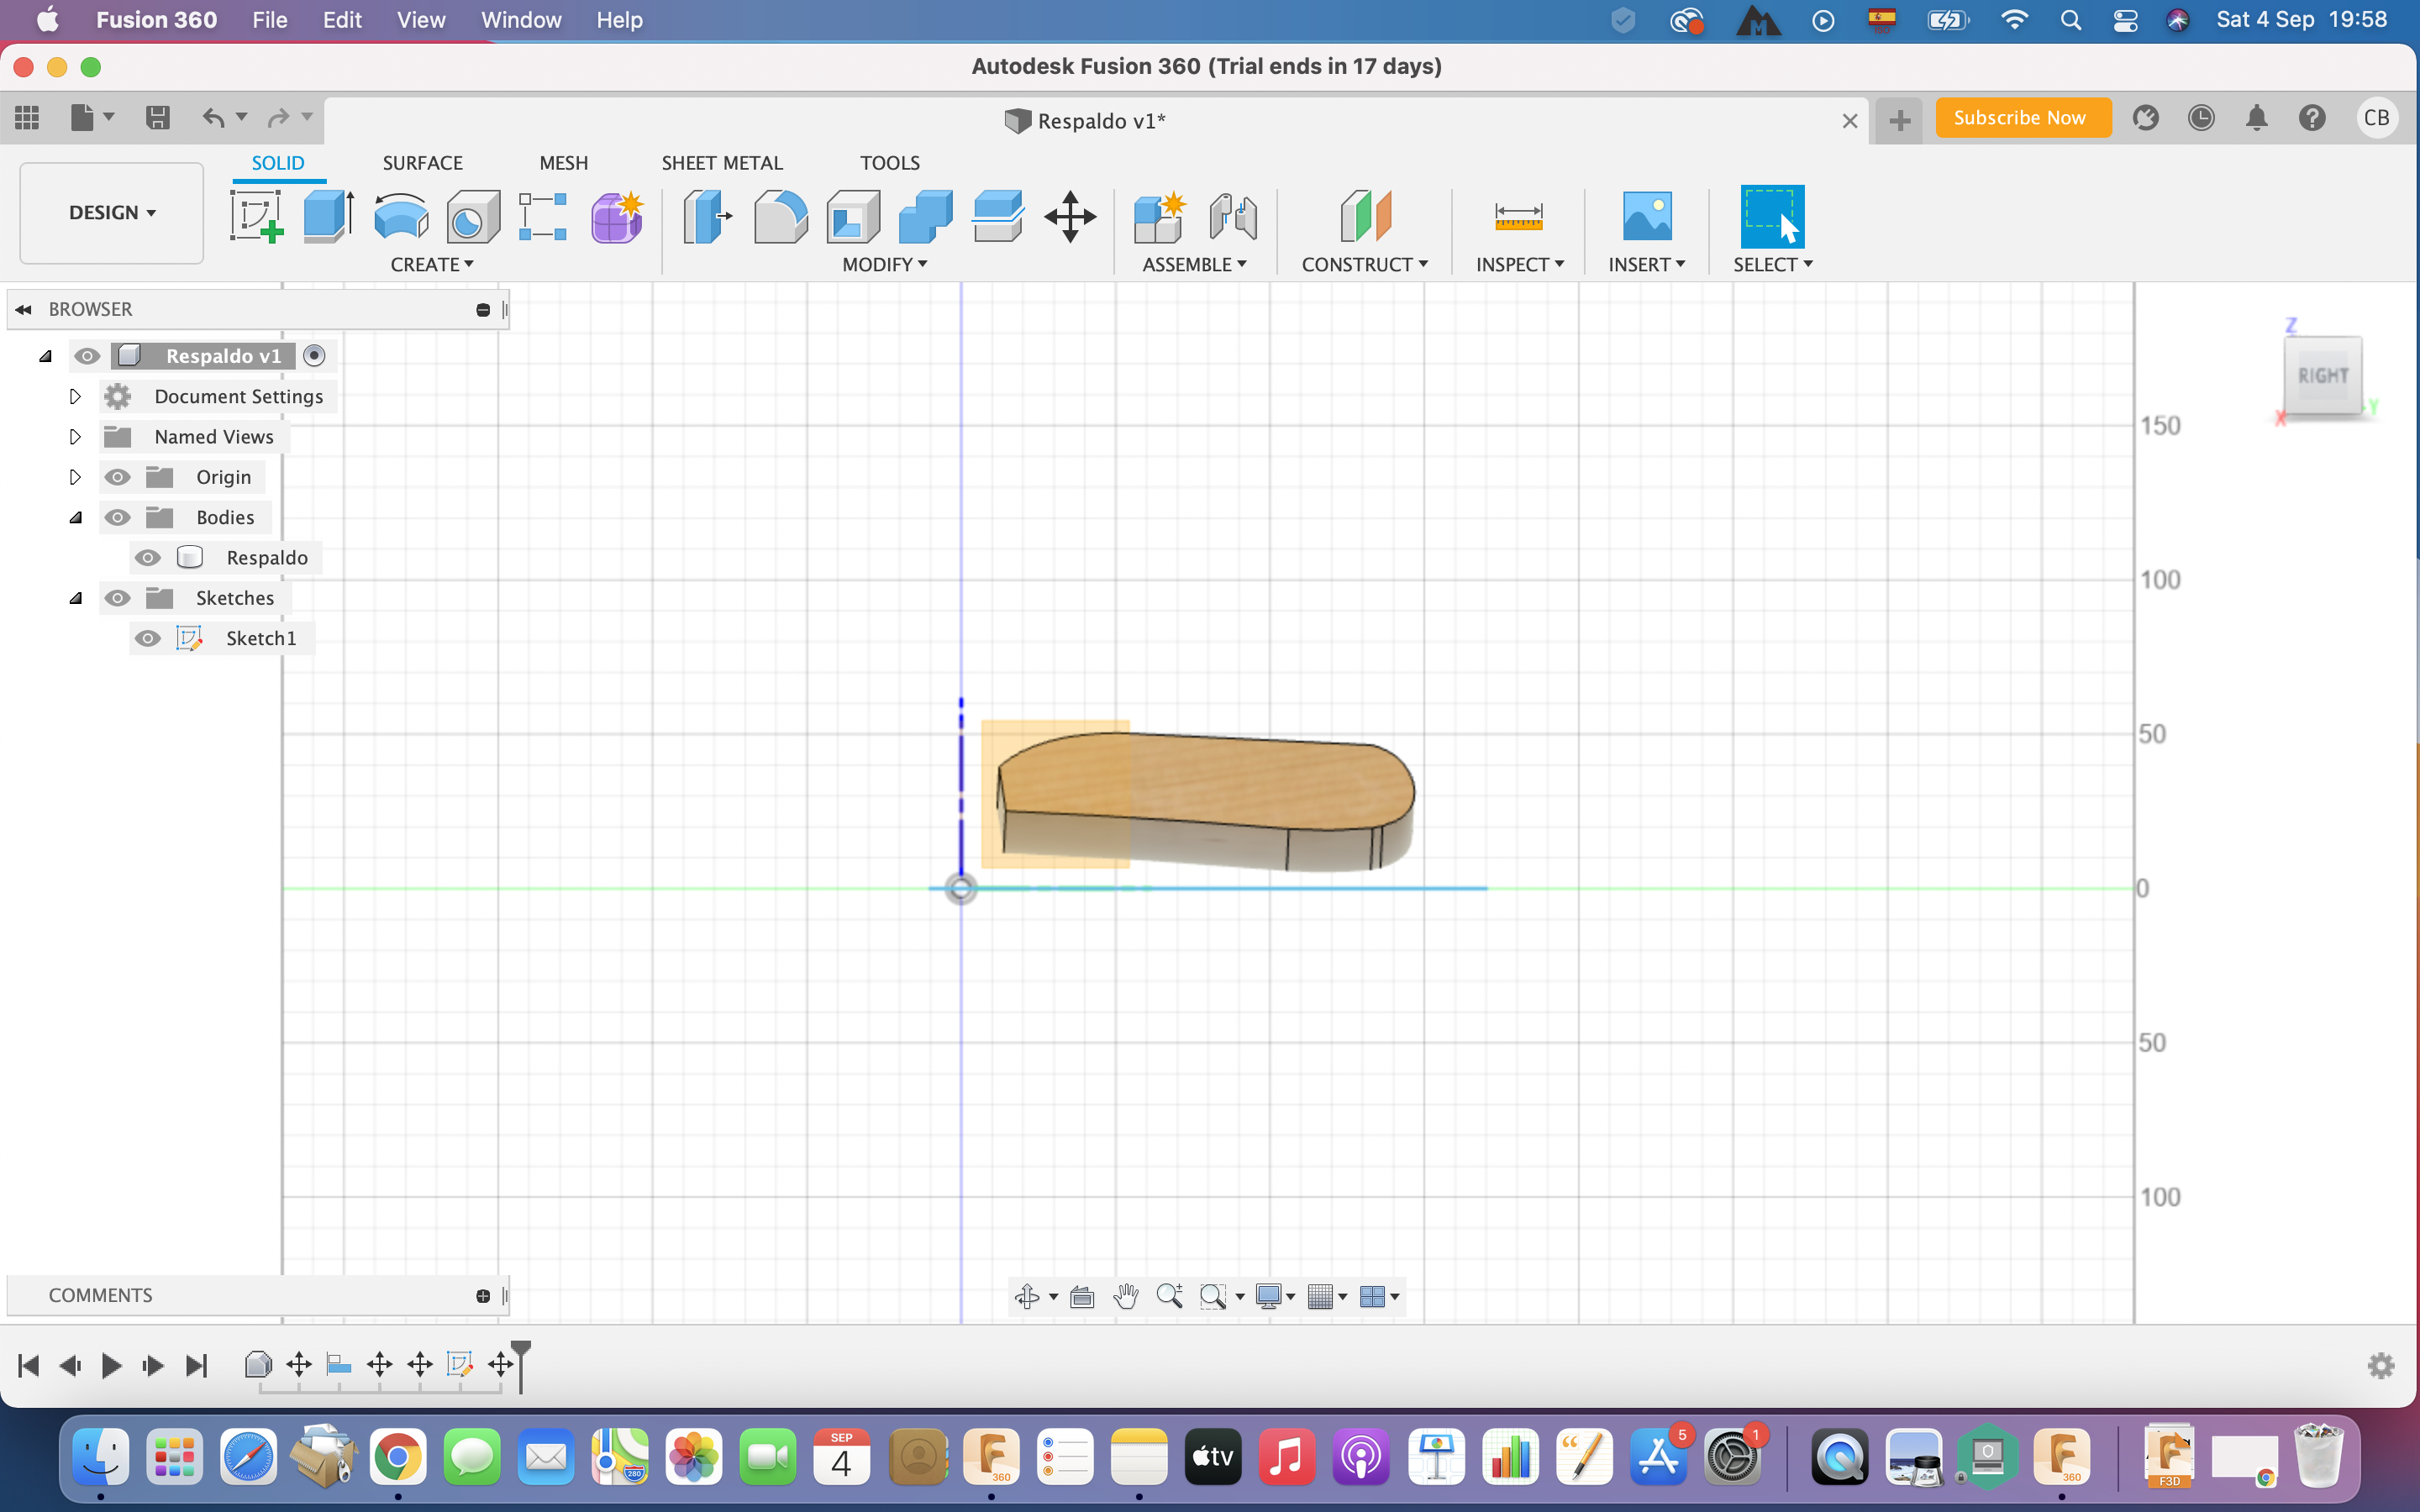 Fusion 360 File Edit View Window Help Sat 4 Sep 19:58
Autodesk Fusion 360 (Trial ends in 17 days)
Respaldo v1* Subscribe Now CB
SOLID SURFACE MESH SHEET METAL TOOLS
DESIGN
CREATE MODIFY ASSEMBLE CONSTRUCT INSPECT INSERT SELECT
BROWSER
Respaldo v1
Document Settings
Named Views
Origin
Bodies
Respaldo
Sketches
Sketch1
Z
RIGHT
X Y
150
100
50
0
50
100
COMMENTS
SEP
4
280
360
tv
5
1
360
F3D